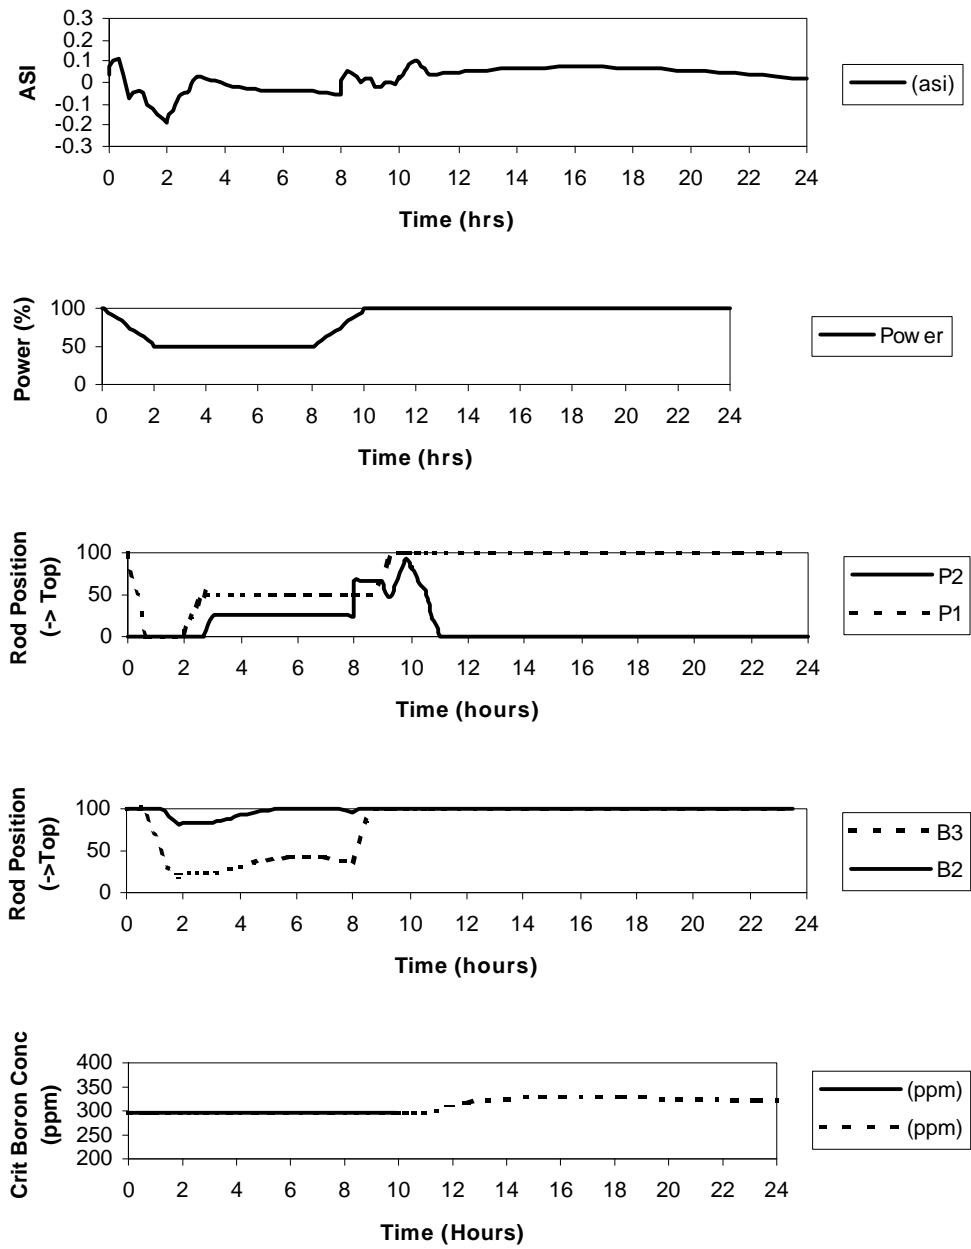 ASI
0.3
0.2
0.1
0
-0.1
-0.2
-0.3
0 2 4 6 8 10 12 14 16 18 20 22 24
Time (hrs)
(asi)
Power (%)
100
50
0
0 2 4 6 8 10 12 14 16 18 20 22 24
Time (hrs)
Power
Rod Position
(-> Top)
100
50
0
0 2 4 6 8 10 12 14 16 18 20 22 24
Time (hours)
P2
P1
Rod Position
(->Top)
100
50
0
0 2 4 6 8 10 12 14 16 18 20 22 24
Time (hours)
B3
B2
Crit Boron Conc
(ppm)
400
350
300
250
200
0 2 4 6 8 10 12 14 16 18 20 22 24
Time (Hours)
(ppm)
(ppm)